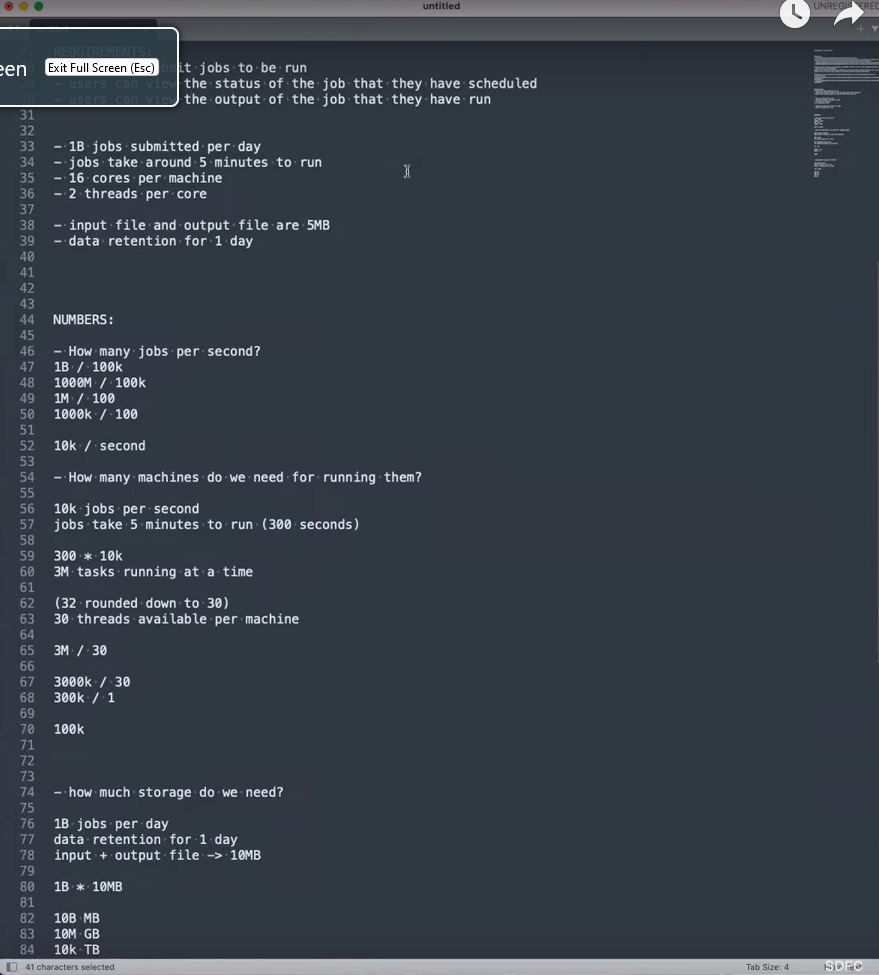 untitled
UNREGISTERED
een Exit Full Screen (Esc)
27 REQUIREMENTS:
mit jobs to be run
- users can view the status of the job that they have scheduled
- users can view the output of the job that they have run
31
32
33 - 1B jobs submitted per day
34 - jobs take around 5 minutes to run
35 - 16 cores per machine
36 - 2 threads per core
37
38 - input file and output file are 5MB
39 - data retention for 1 day
40
41
42
43
44 NUMBERS:
45
46 - How many jobs per second?
47 1B / 100k
48 1000M / 100k
49 1M / 100
50 1000k / 100
51
52 10k / second
53
54 - How many machines do we need for running them?
55
56 10k jobs per second
57 jobs take 5 minutes to run (300 seconds)
58
59 300 * 10k
60 3M tasks running at a time
61
62 (32 rounded down to 30)
63 30 threads available per machine
64
65 3M / 30
66
67 3000k / 30
68 300k / 1
69
70 100k
71
72
73
74 - how much storage do we need?
75
76 1B jobs per day
77 data retention for 1 day
78 input + output file -> 10MB
79
80 1B * 10MB
81
82 10B MB
83 10M GB
84 10k TB
41 characters selected
Tab Size: 4